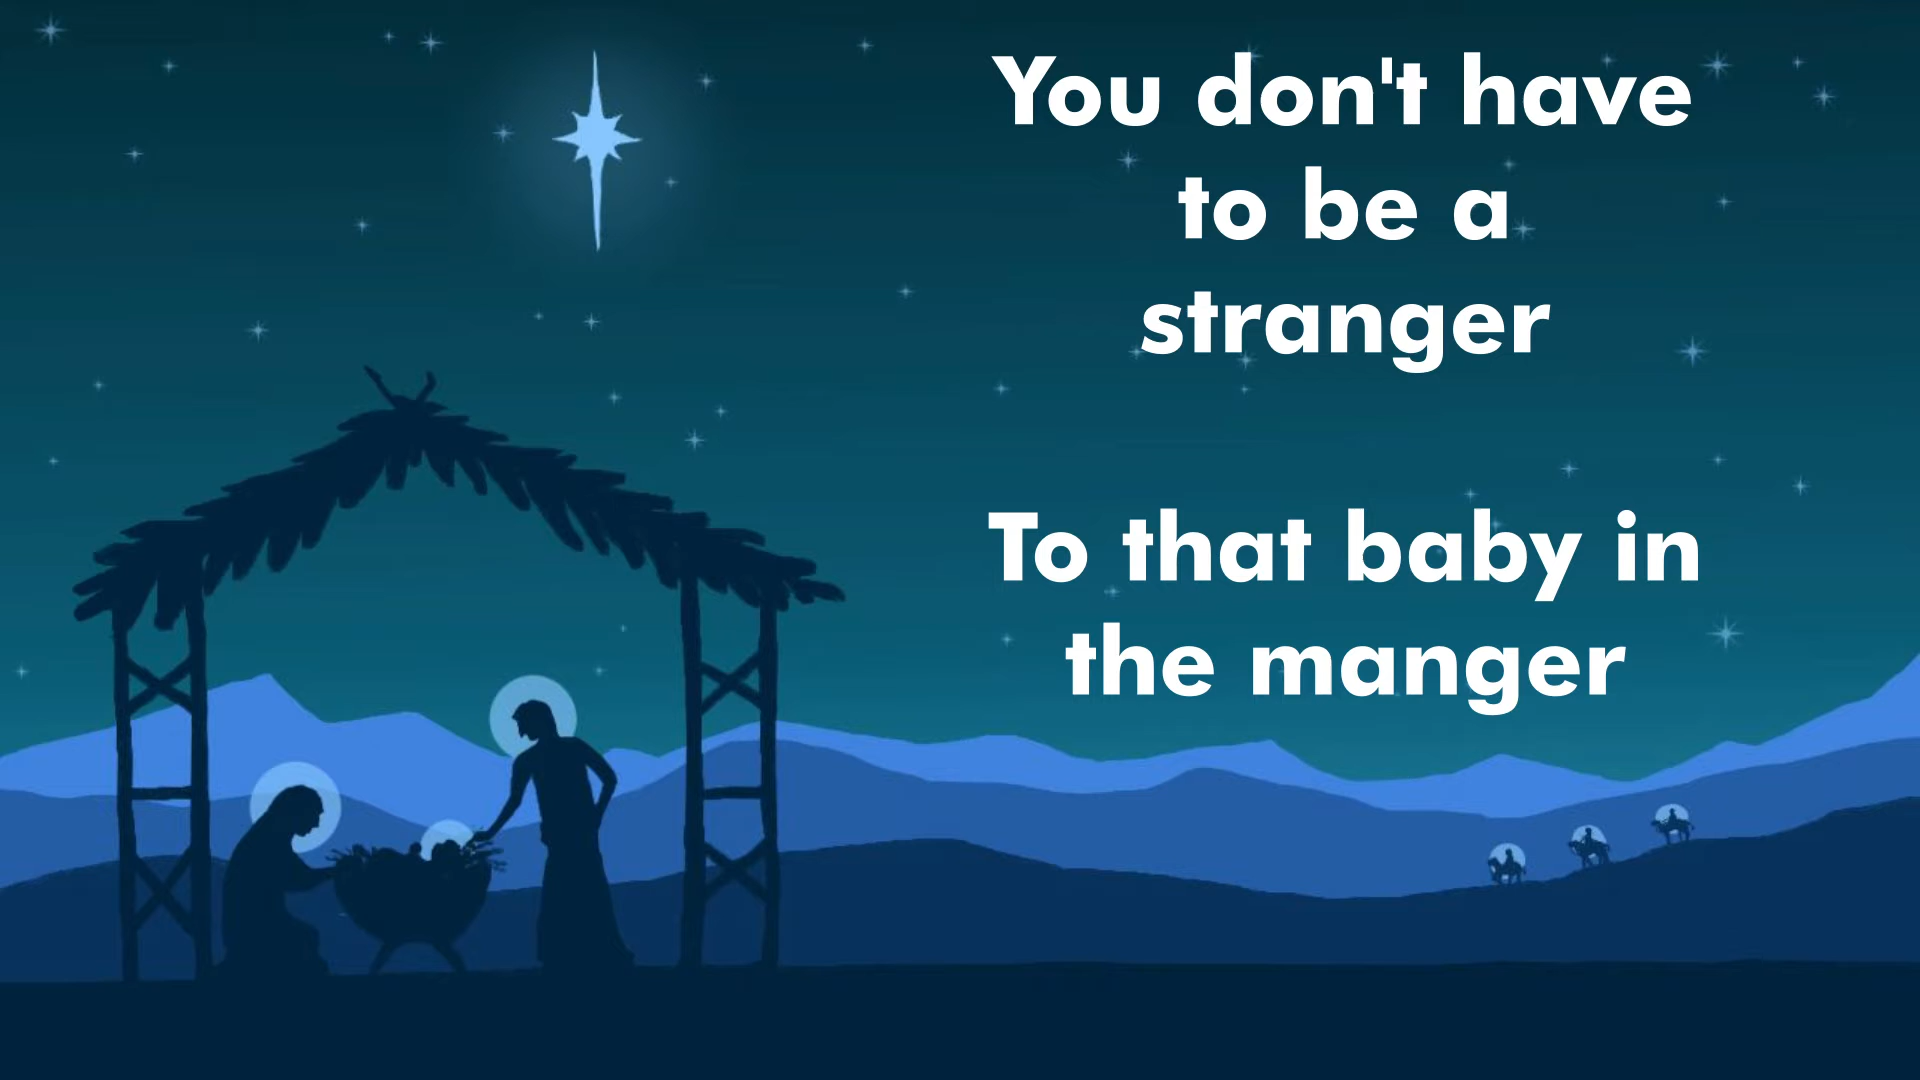 You don't have
to be a
stranger
To that baby in
the manger